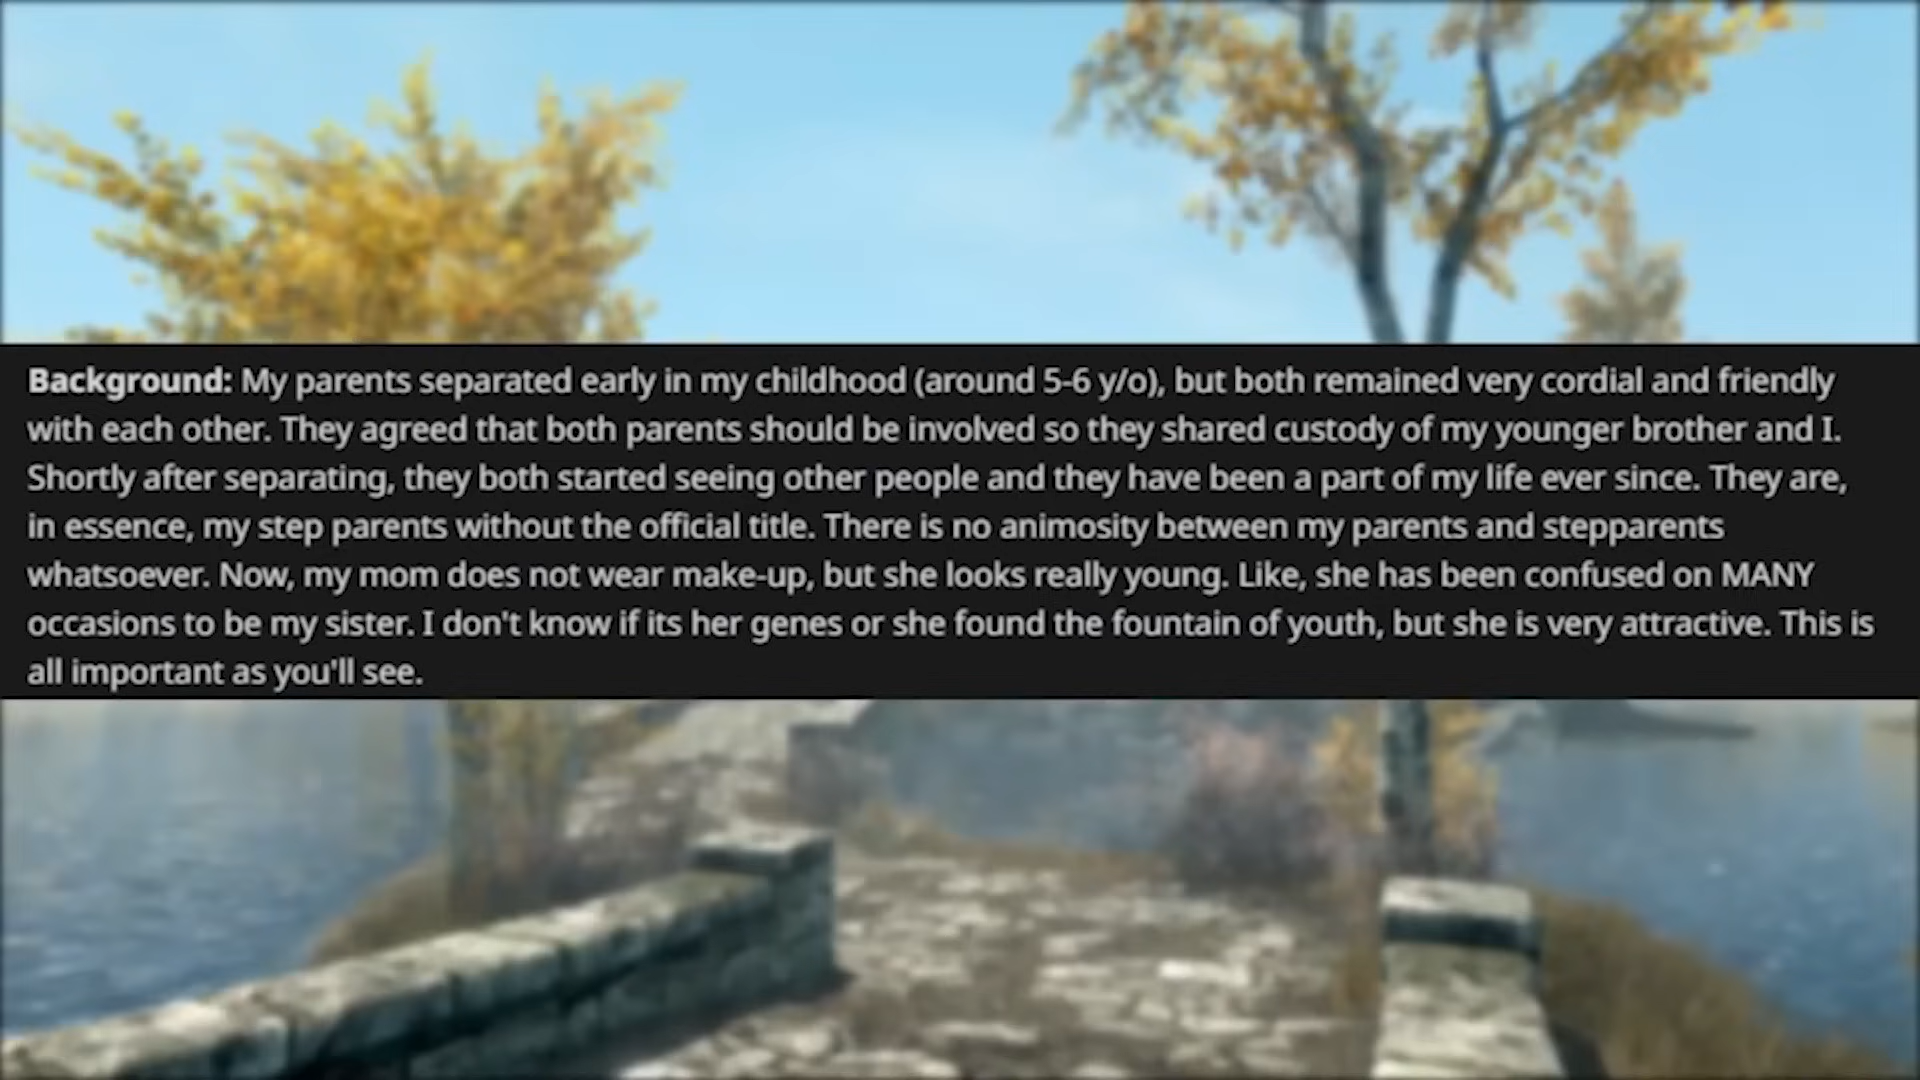 Background: My parents separated early in my childhood (around 5-6 y/o), but both remained very cordial and friendly
with each other. They agreed that both parents should be involved so they shared custody of my younger brother and I.
Shortly after separating, they both started seeing other people and they have been a part of my life ever since. They are,
in essence, my step parents without the official title. There is no animosity between my parents and stepparents
whatsoever. Now, my mom does not wear make-up, but she looks really young. Like, she has been confused on MANY
occasions to be my sister. I don't know if its her genes or she found the fountain of youth, but she is very attractive. This is
all important as you'll see.